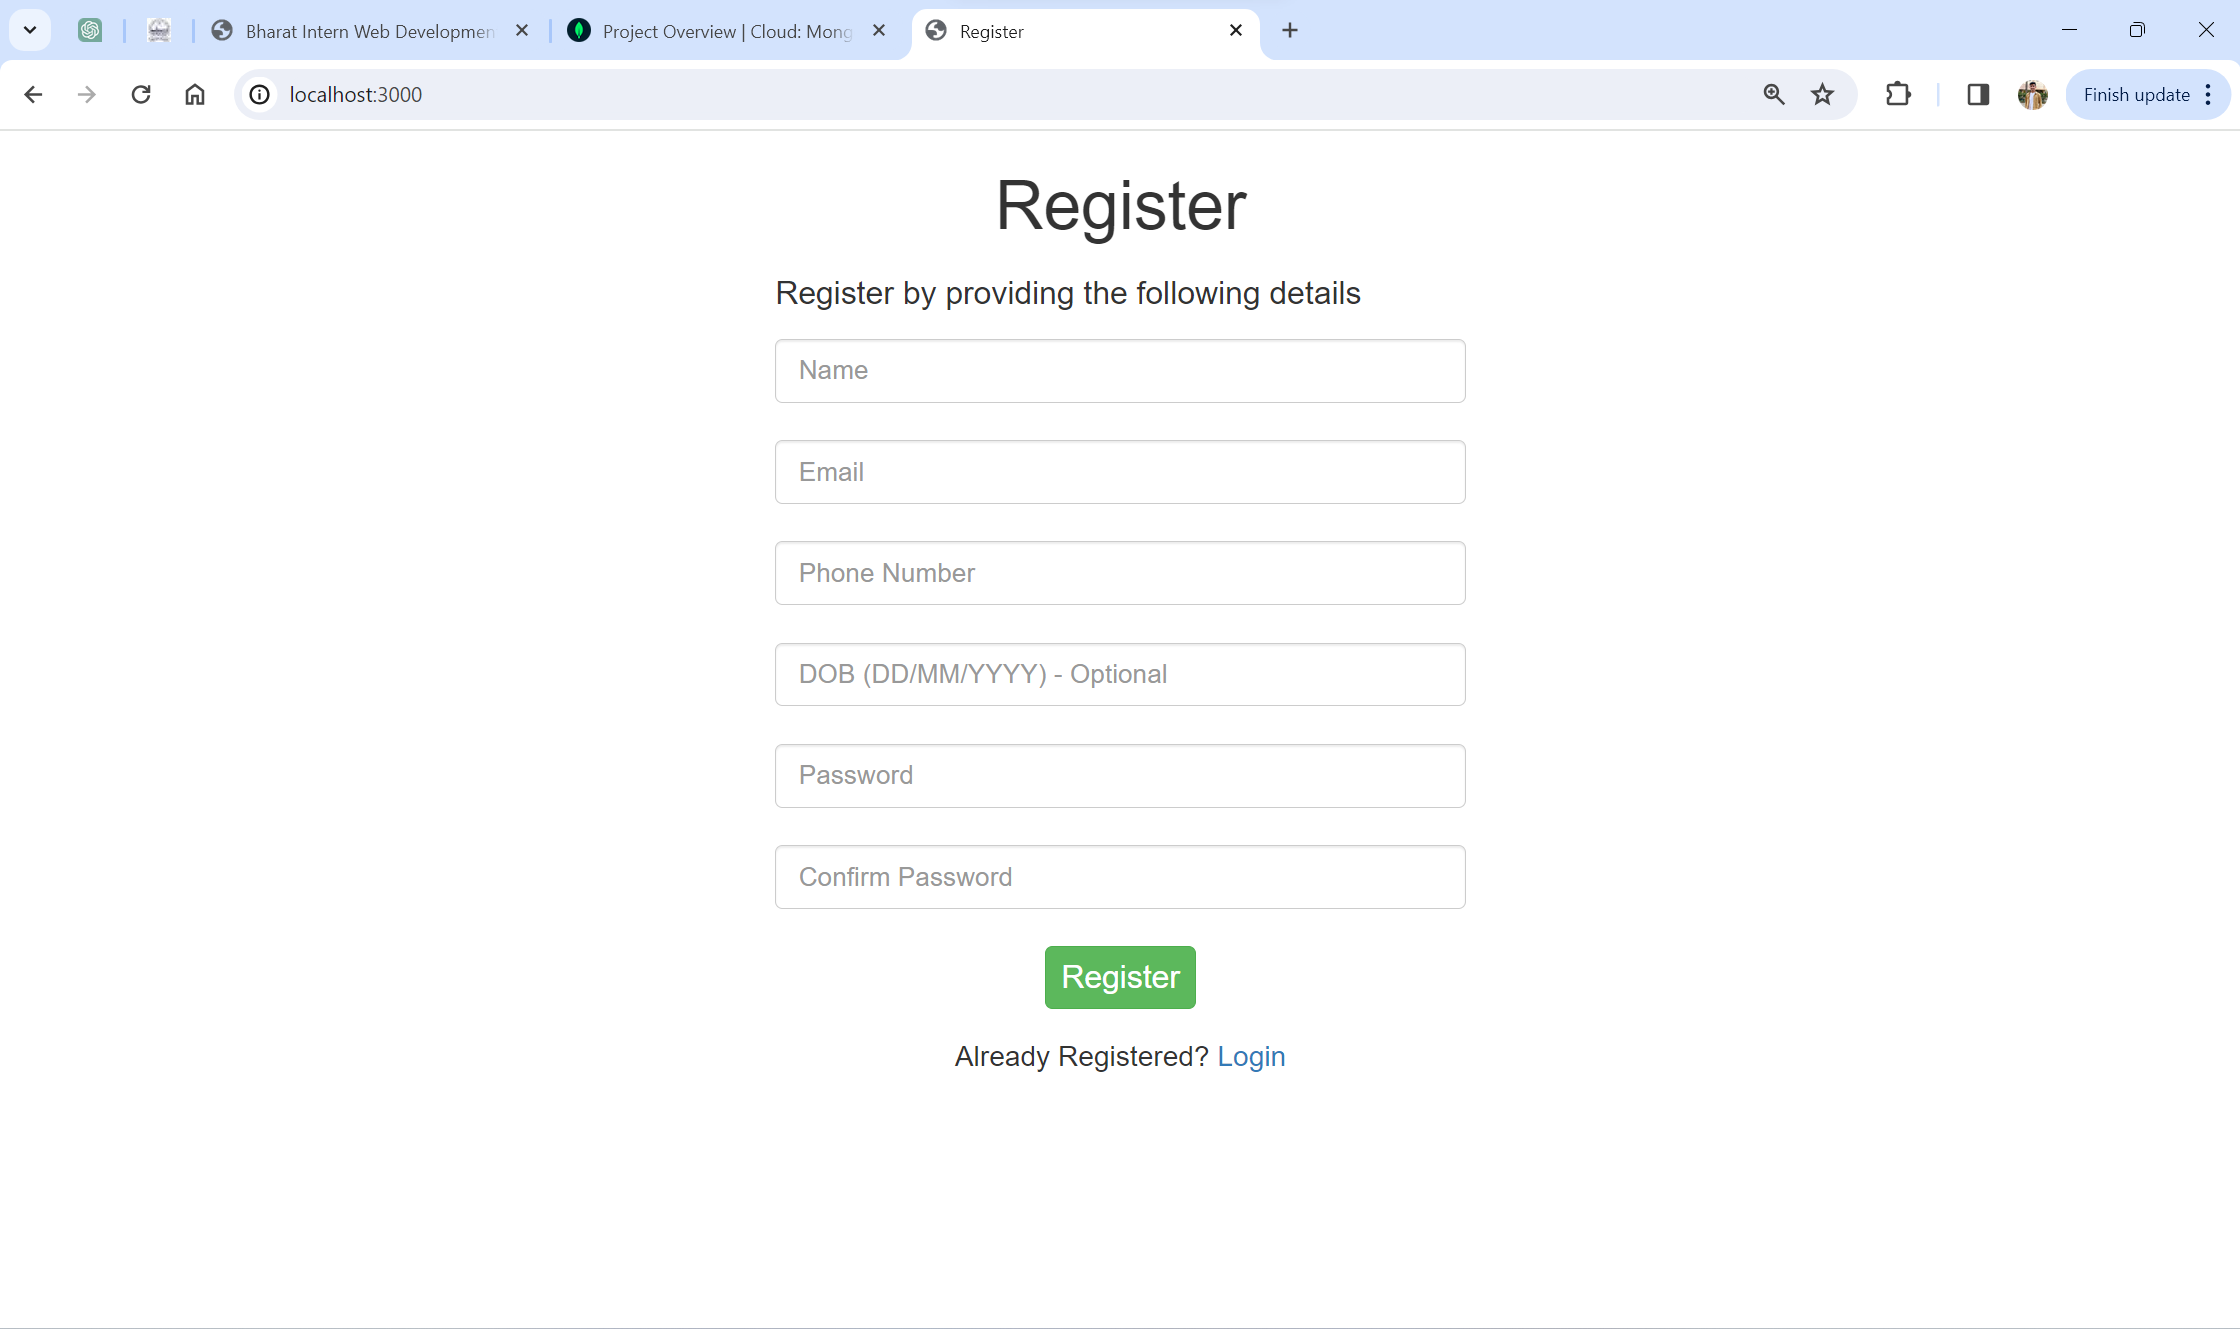 Bharat Intern Web Developmen
Project Overview | Cloud: Mong
Register
localhost:3000
Finish update
Register
Register by providing the following details
Name
Email
Phone Number
DOB (DD/MM/YYYY) - Optional
Password
Confirm Password
Register
Already Registered? Login